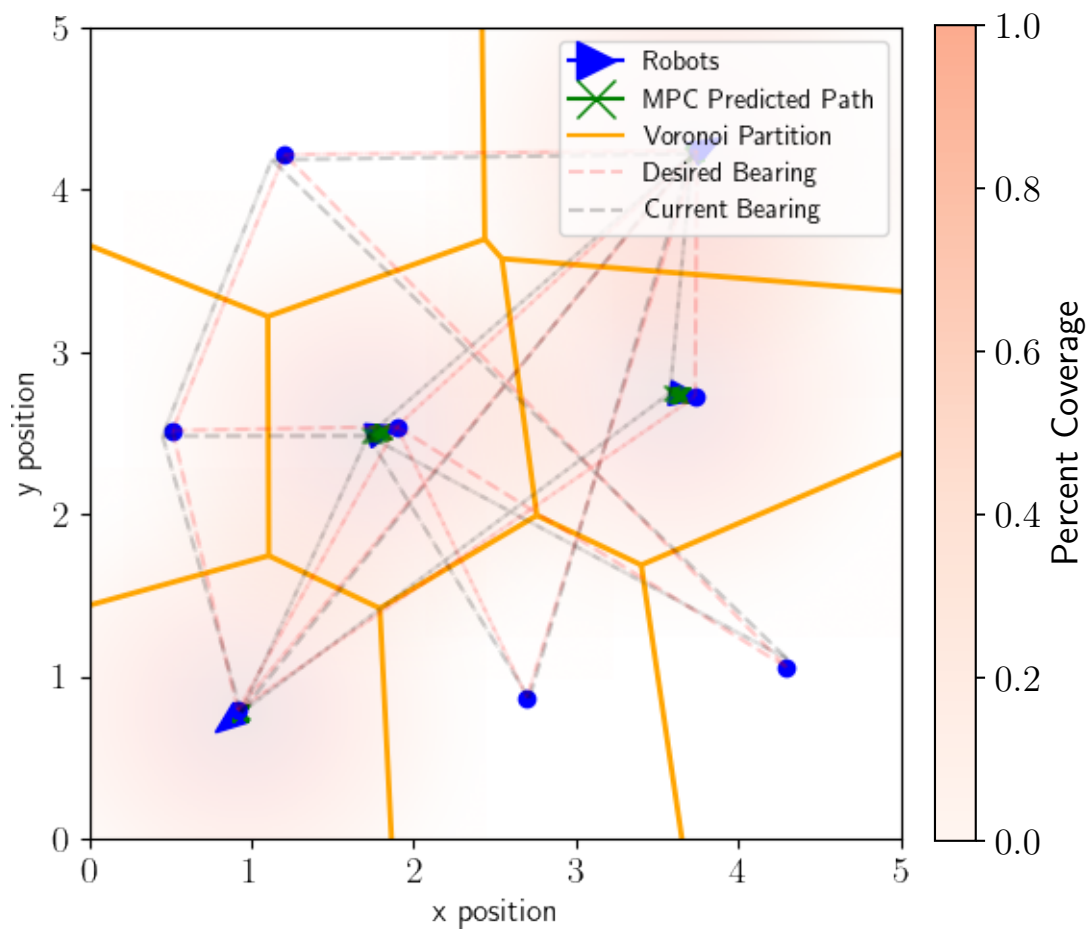 5
4
3
2
1
0
y position
0 1 2 3 4 5
x position
Robots
MPC Predicted Path
Voronoi Partition
Desired Bearing
Current Bearing
1.0
0.8
0.6
0.4
0.2
0.0
Percent Coverage